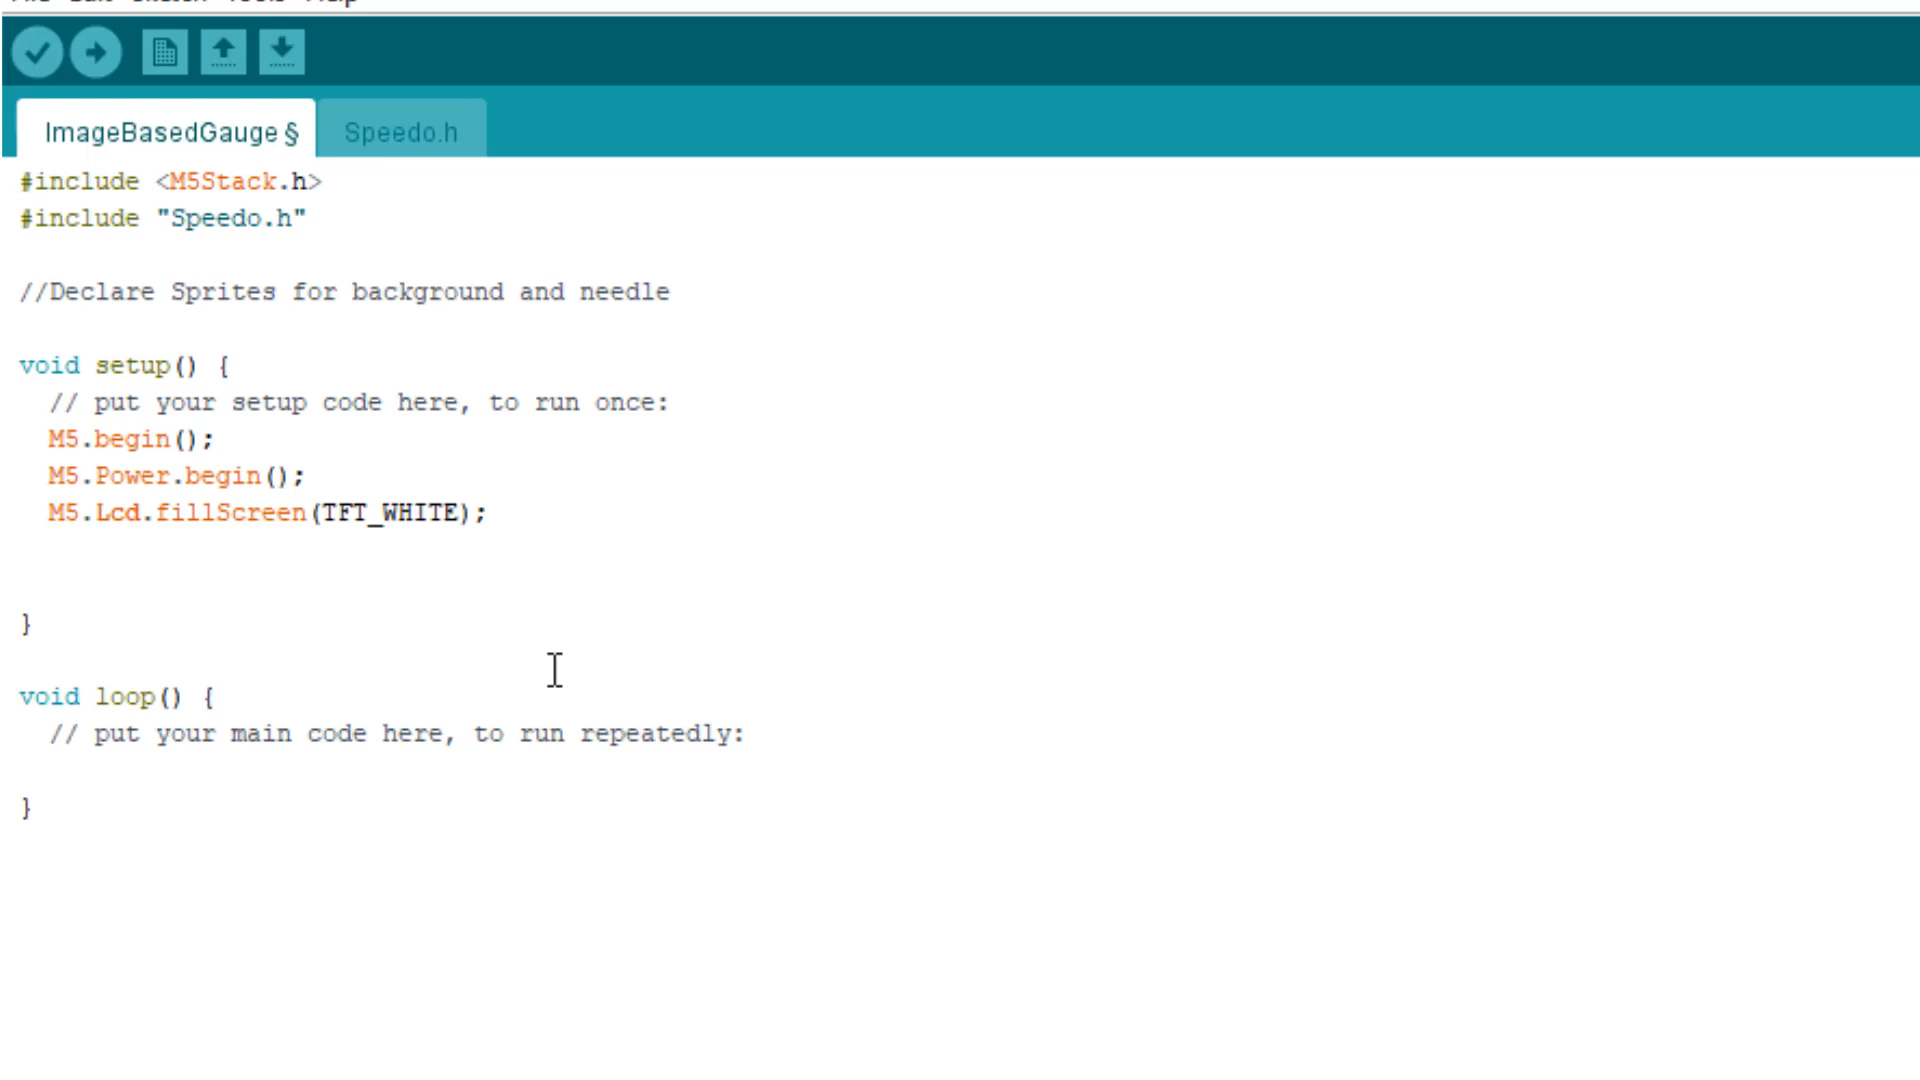 ImageBasedGauge §
Speedo.h
#include <M5Stack.h>
#include "Speedo.h"
//Declare Sprites for background and needle
void setup() {
  // put your setup code here, to run once:
  M5.begin();
  M5.Power.begin();
  M5.Lcd.fillScreen(TFT_WHITE);
}
void loop() {
  // put your main code here, to run repeatedly:
}